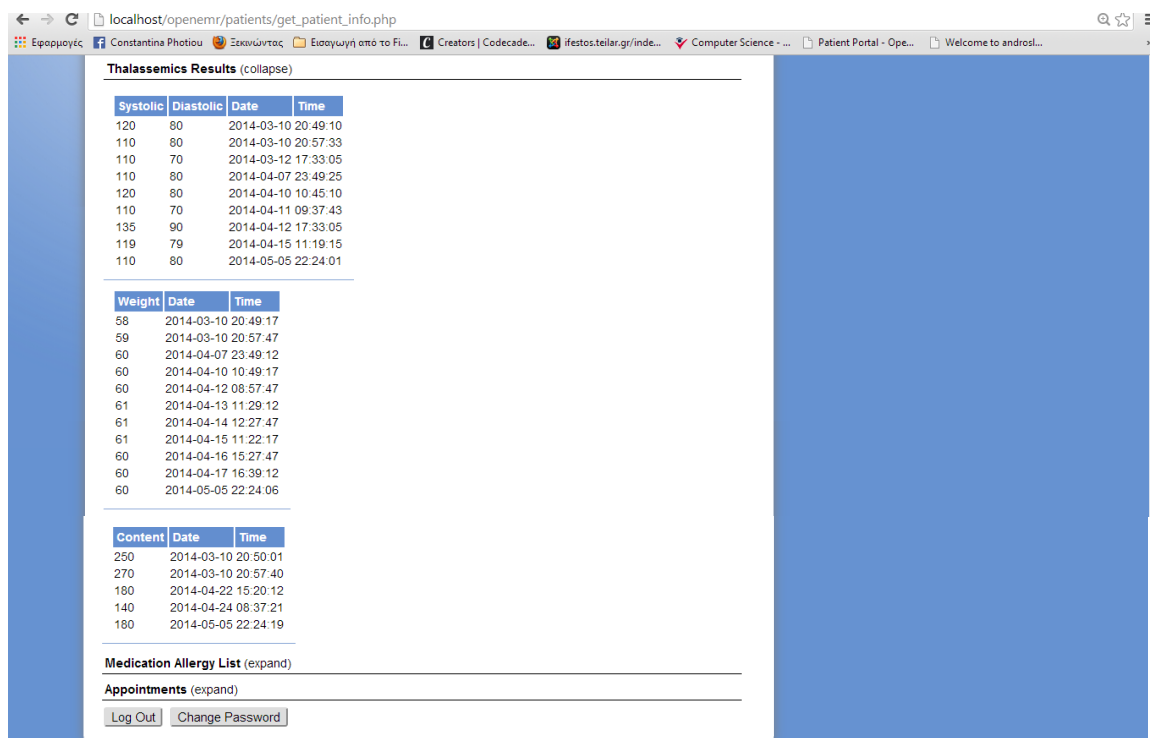 localhost/openemr/patients/get_patient_info.php
Εφαρμογές Constantina Photiou Ξεκινώντας Εισαγωγή από το Fi... Creators | Codecade... ifestos.teilar.gr/inde... Computer Science - ... Patient Portal - Ope... Welcome to androsl...
Thalassemics Results (collapse)
Systolic Diastolic Date Time
120 80 2014-03-10 20:49:10
110 80 2014-03-10 20:57:33
110 70 2014-03-12 17:33:05
110 80 2014-04-07 23:49:25
120 80 2014-04-10 10:45:10
110 70 2014-04-11 09:37:43
135 90 2014-04-12 17:33:05
119 79 2014-04-15 11:19:15
110 80 2014-05-05 22:24:01
Weight Date Time
58 2014-03-10 20:49:17
59 2014-03-10 20:57:47
60 2014-04-07 23:49:12
60 2014-04-10 10:49:17
60 2014-04-12 08:57:47
61 2014-04-13 11:29:12
61 2014-04-14 12:27:47
61 2014-04-15 11:22:17
60 2014-04-16 15:27:47
60 2014-04-17 16:39:12
60 2014-05-05 22:24:06
Content Date Time
250 2014-03-10 20:50:01
270 2014-03-10 20:57:40
180 2014-04-22 15:20:12
140 2014-04-24 08:37:21
180 2014-05-05 22:24:19
Medication Allergy List (expand)
Appointments (expand)
Log Out Change Password